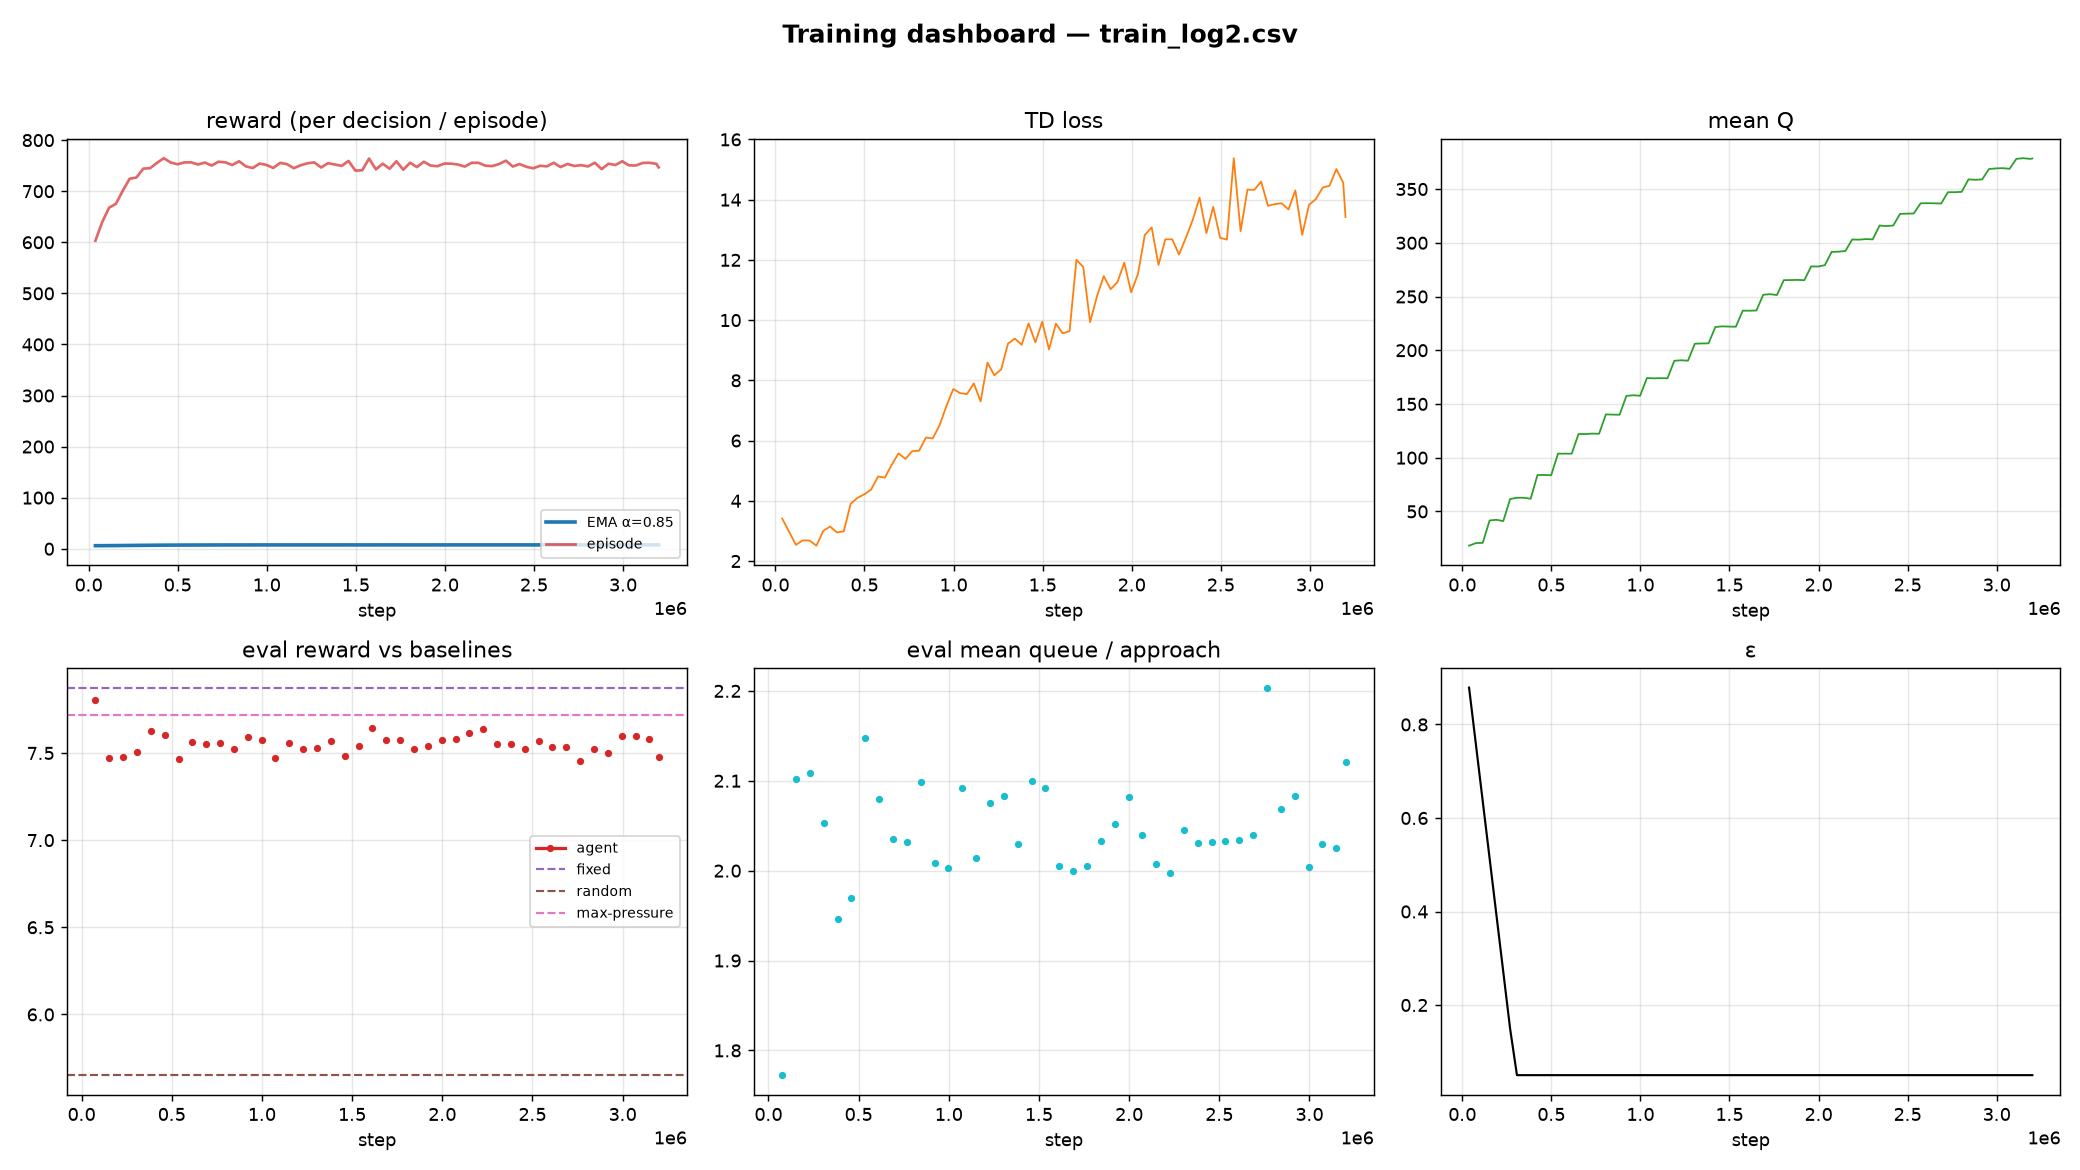 Training dashboard — train_log2.csv
reward (per decision / episode)
800
700
600
500
400
300
200
100
0
EMA α=0.85
episode
0.0 0.5 1.0 1.5 2.0 2.5 3.0
step
1e6
TD loss
16
14
12
10
8
6
4
2
0.0 0.5 1.0 1.5 2.0 2.5 3.0
step
1e6
mean Q
350
300
250
200
150
100
50
0.0 0.5 1.0 1.5 2.0 2.5 3.0
step
1e6
eval reward vs baselines
7.5
7.0
6.5
6.0
agent
fixed
random
max-pressure
0.0 0.5 1.0 1.5 2.0 2.5 3.0
step
1e6
eval mean queue / approach
2.2
2.1
2.0
1.9
1.8
0.0 0.5 1.0 1.5 2.0 2.5 3.0
step
1e6
ε
0.8
0.6
0.4
0.2
0.0 0.5 1.0 1.5 2.0 2.5 3.0
step
1e6